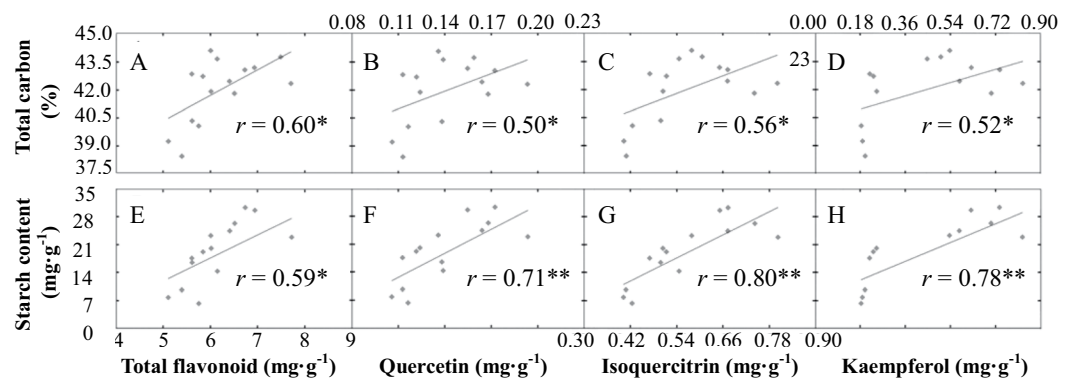 0.08 0.11 0.14 0.17 0.20 0.23 0.00 0.18 0.36 0.54 0.72 0.90
Total carbon (%)
45.0
43.5
42.0
40.5
39.0
37.5
A
r = 0.60*
B
r = 0.50*
C
r = 0.56*
23
D
r = 0.52*
Starch content (mg·g-1)
35
28
21
14
7
0
E
r = 0.59*
F
r = 0.71**
G
r = 0.80**
H
r = 0.78**
4 5 6 7 8 9 0.30 0.42 0.54 0.66 0.78 0.90
Total flavonoid (mg·g-1) Quercetin (mg·g-1) Isoquercitrin (mg·g-1) Kaempferol (mg·g-1)